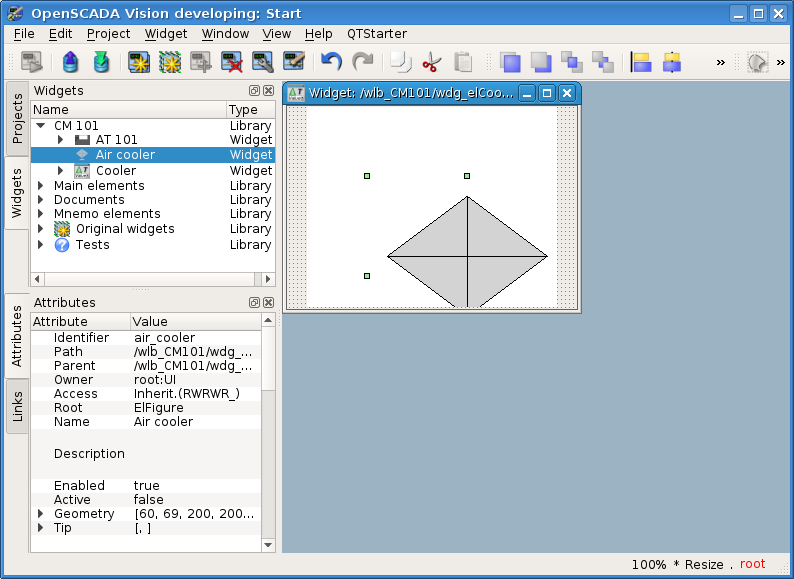 OpenSCADA Vision developing: Start
File Edit Project Widget Window View Help QTStarter
» »
Projects
Widgets
Attributes
Links
Widgets
Name Type
CM 101 Library
AT 101 Widget
Air cooler Widget
Cooler Widget
Main elements Library
Documents Library
Mnemo elements Library
Original widgets Library
Tests Library
Attributes
Attribute Value
Identifier air_cooler
Path /wlb_CM101/wdg_...
Parent /wlb_CM101/wdg_...
Owner root:UI
Access Inherit.(RWRWR_)
Root ElFigure
Name Air cooler
Description
Enabled true
Active false
Geometry [60, 69, 200, 200...
Tip [, ]
Widget: /wlb_CM101/wdg_elCoo...
100% * Resize . root